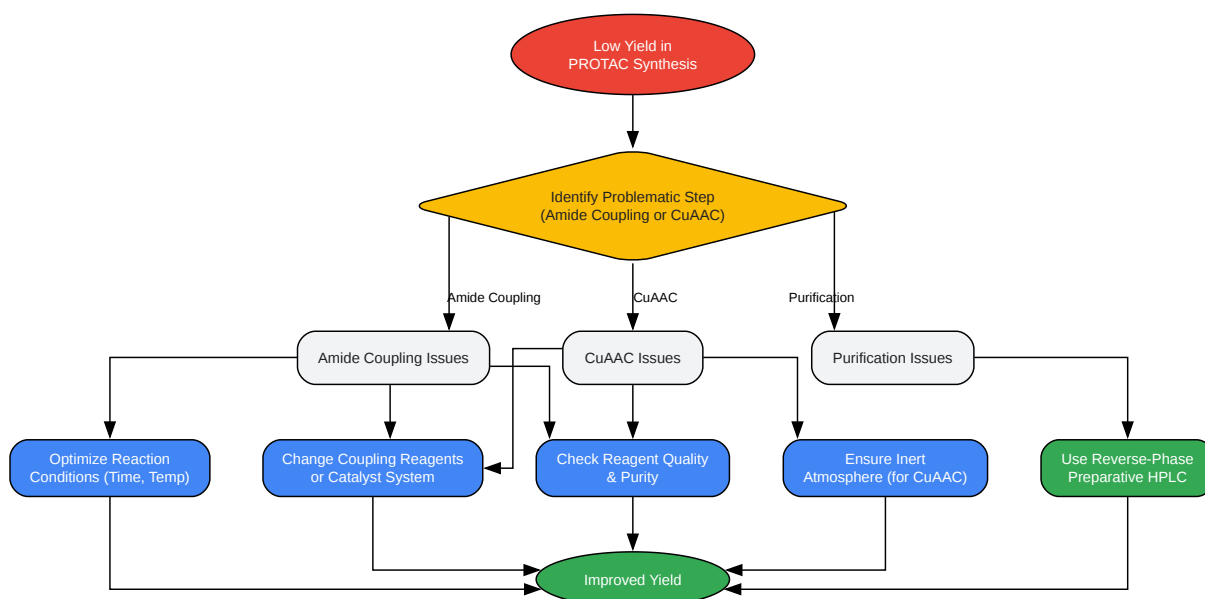 Low Yield in
PROTAC Synthesis
Identify Problematic Step
(Amide Coupling or CuAAC)
Amide Coupling
CuAAC
Purification
Amide Coupling Issues
CuAAC Issues
Purification Issues
Optimize Reaction
Conditions (Time, Temp)
Change Coupling Reagents
or Catalyst System
Check Reagent Quality
& Purity
Ensure Inert
Atmosphere (for CuAAC)
Use Reverse-Phase
Preparative HPLC
Improved Yield